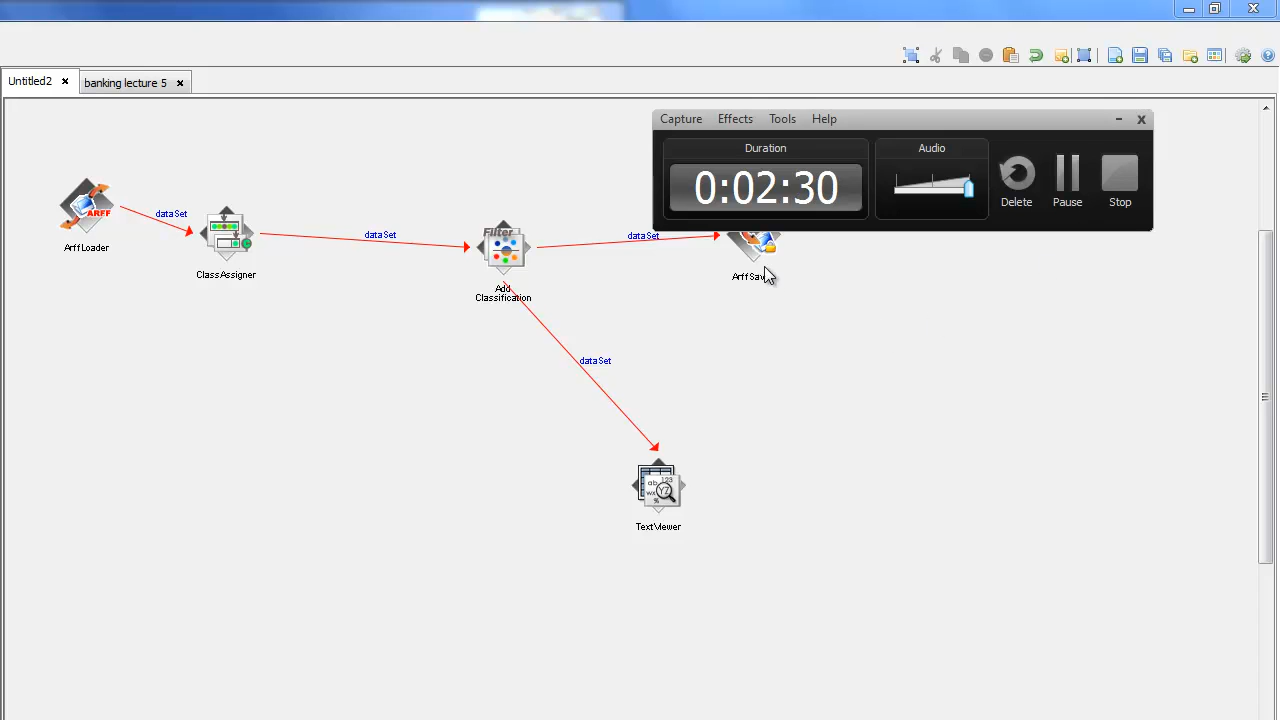 Untitled2
banking lecture 5
Capture Effects Tools Help
Duration
Audio
0:02:30
Delete
Pause
Stop
ARFF
ArffLoader
dataSet
ClassAssigner
dataSet
Filter
Add
Classification
dataSet
dataSet
TextViewer